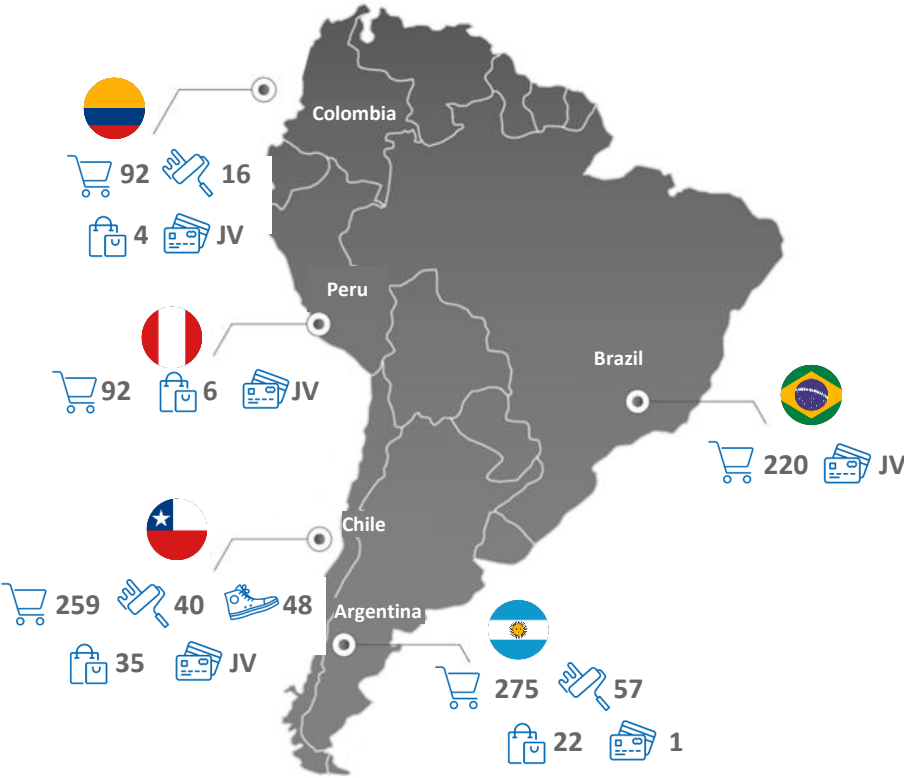 Colombia
92 16
4 JV
Peru
92 6 JV
Brazil
220 JV
Chile
259 40 48
35 JV
Argentina
275 57
22 1